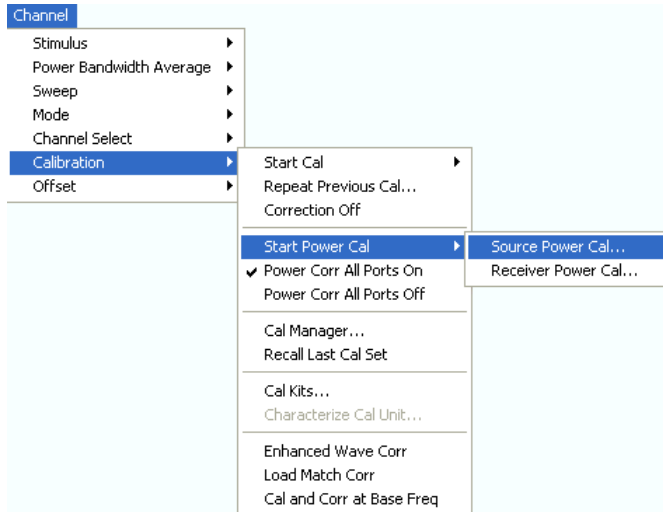 Channel
Stimulus
Power Bandwidth Average
Sweep
Mode
Channel Select
Calibration
Offset
Start Cal
Repeat Previous Cal...
Correction Off
Start Power Cal
Power Corr All Ports On
Power Corr All Ports Off
Cal Manager...
Recall Last Cal Set
Cal Kits...
Characterize Cal Unit...
Enhanced Wave Corr
Load Match Corr
Cal and Corr at Base Freq
Source Power Cal...
Receiver Power Cal...